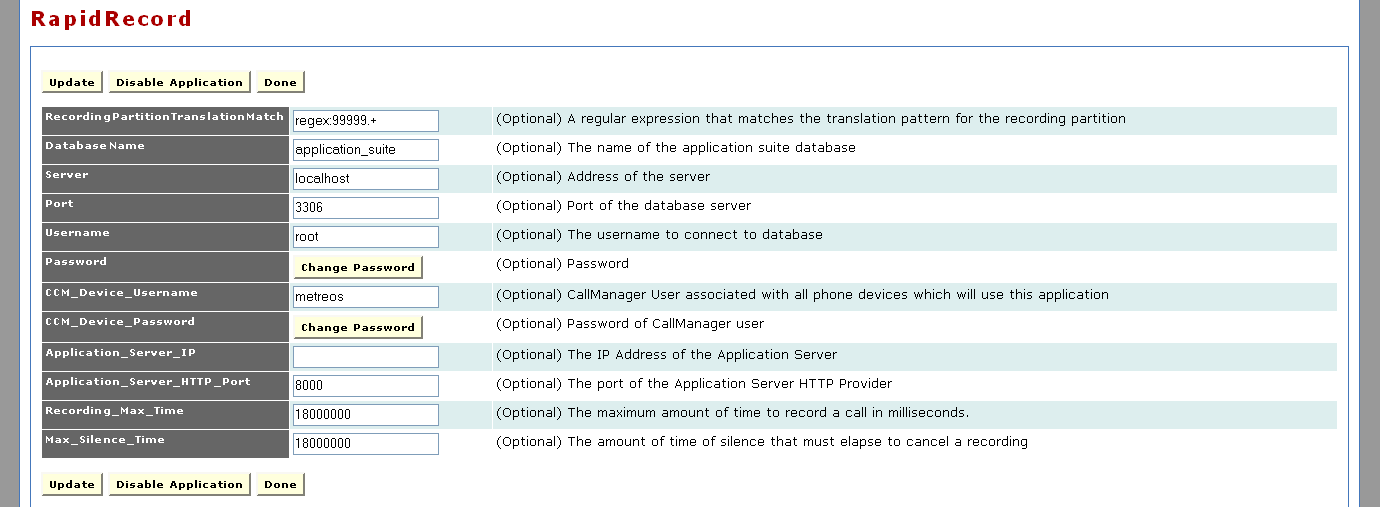 RapidRecord
Update Disable Application Done
RecordingPartitionTranslationMatch regex:99999.+ (Optional) A regular expression that matches the translation pattern for the recording partition
DatabaseName application_suite (Optional) The name of the application suite database
Server localhost (Optional) Address of the server
Port 3306 (Optional) Port of the database server
Username root (Optional) The username to connect to database
Password Change Password (Optional) Password
CCM_Device_Username metreos (Optional) CallManager User associated with all phone devices which will use this application
CCM_Device_Password Change Password (Optional) Password of CallManager user
Application_Server_IP (Optional) The IP Address of the Application Server
Application_Server_HTTP_Port 8000 (Optional) The port of the Application Server HTTP Provider
Recording_Max_Time 18000000 (Optional) The maximum amount of time to record a call in milliseconds.
Max_Silence_Time 18000000 (Optional) The amount of time of silence that must elapse to cancel a recording
Update Disable Application Done